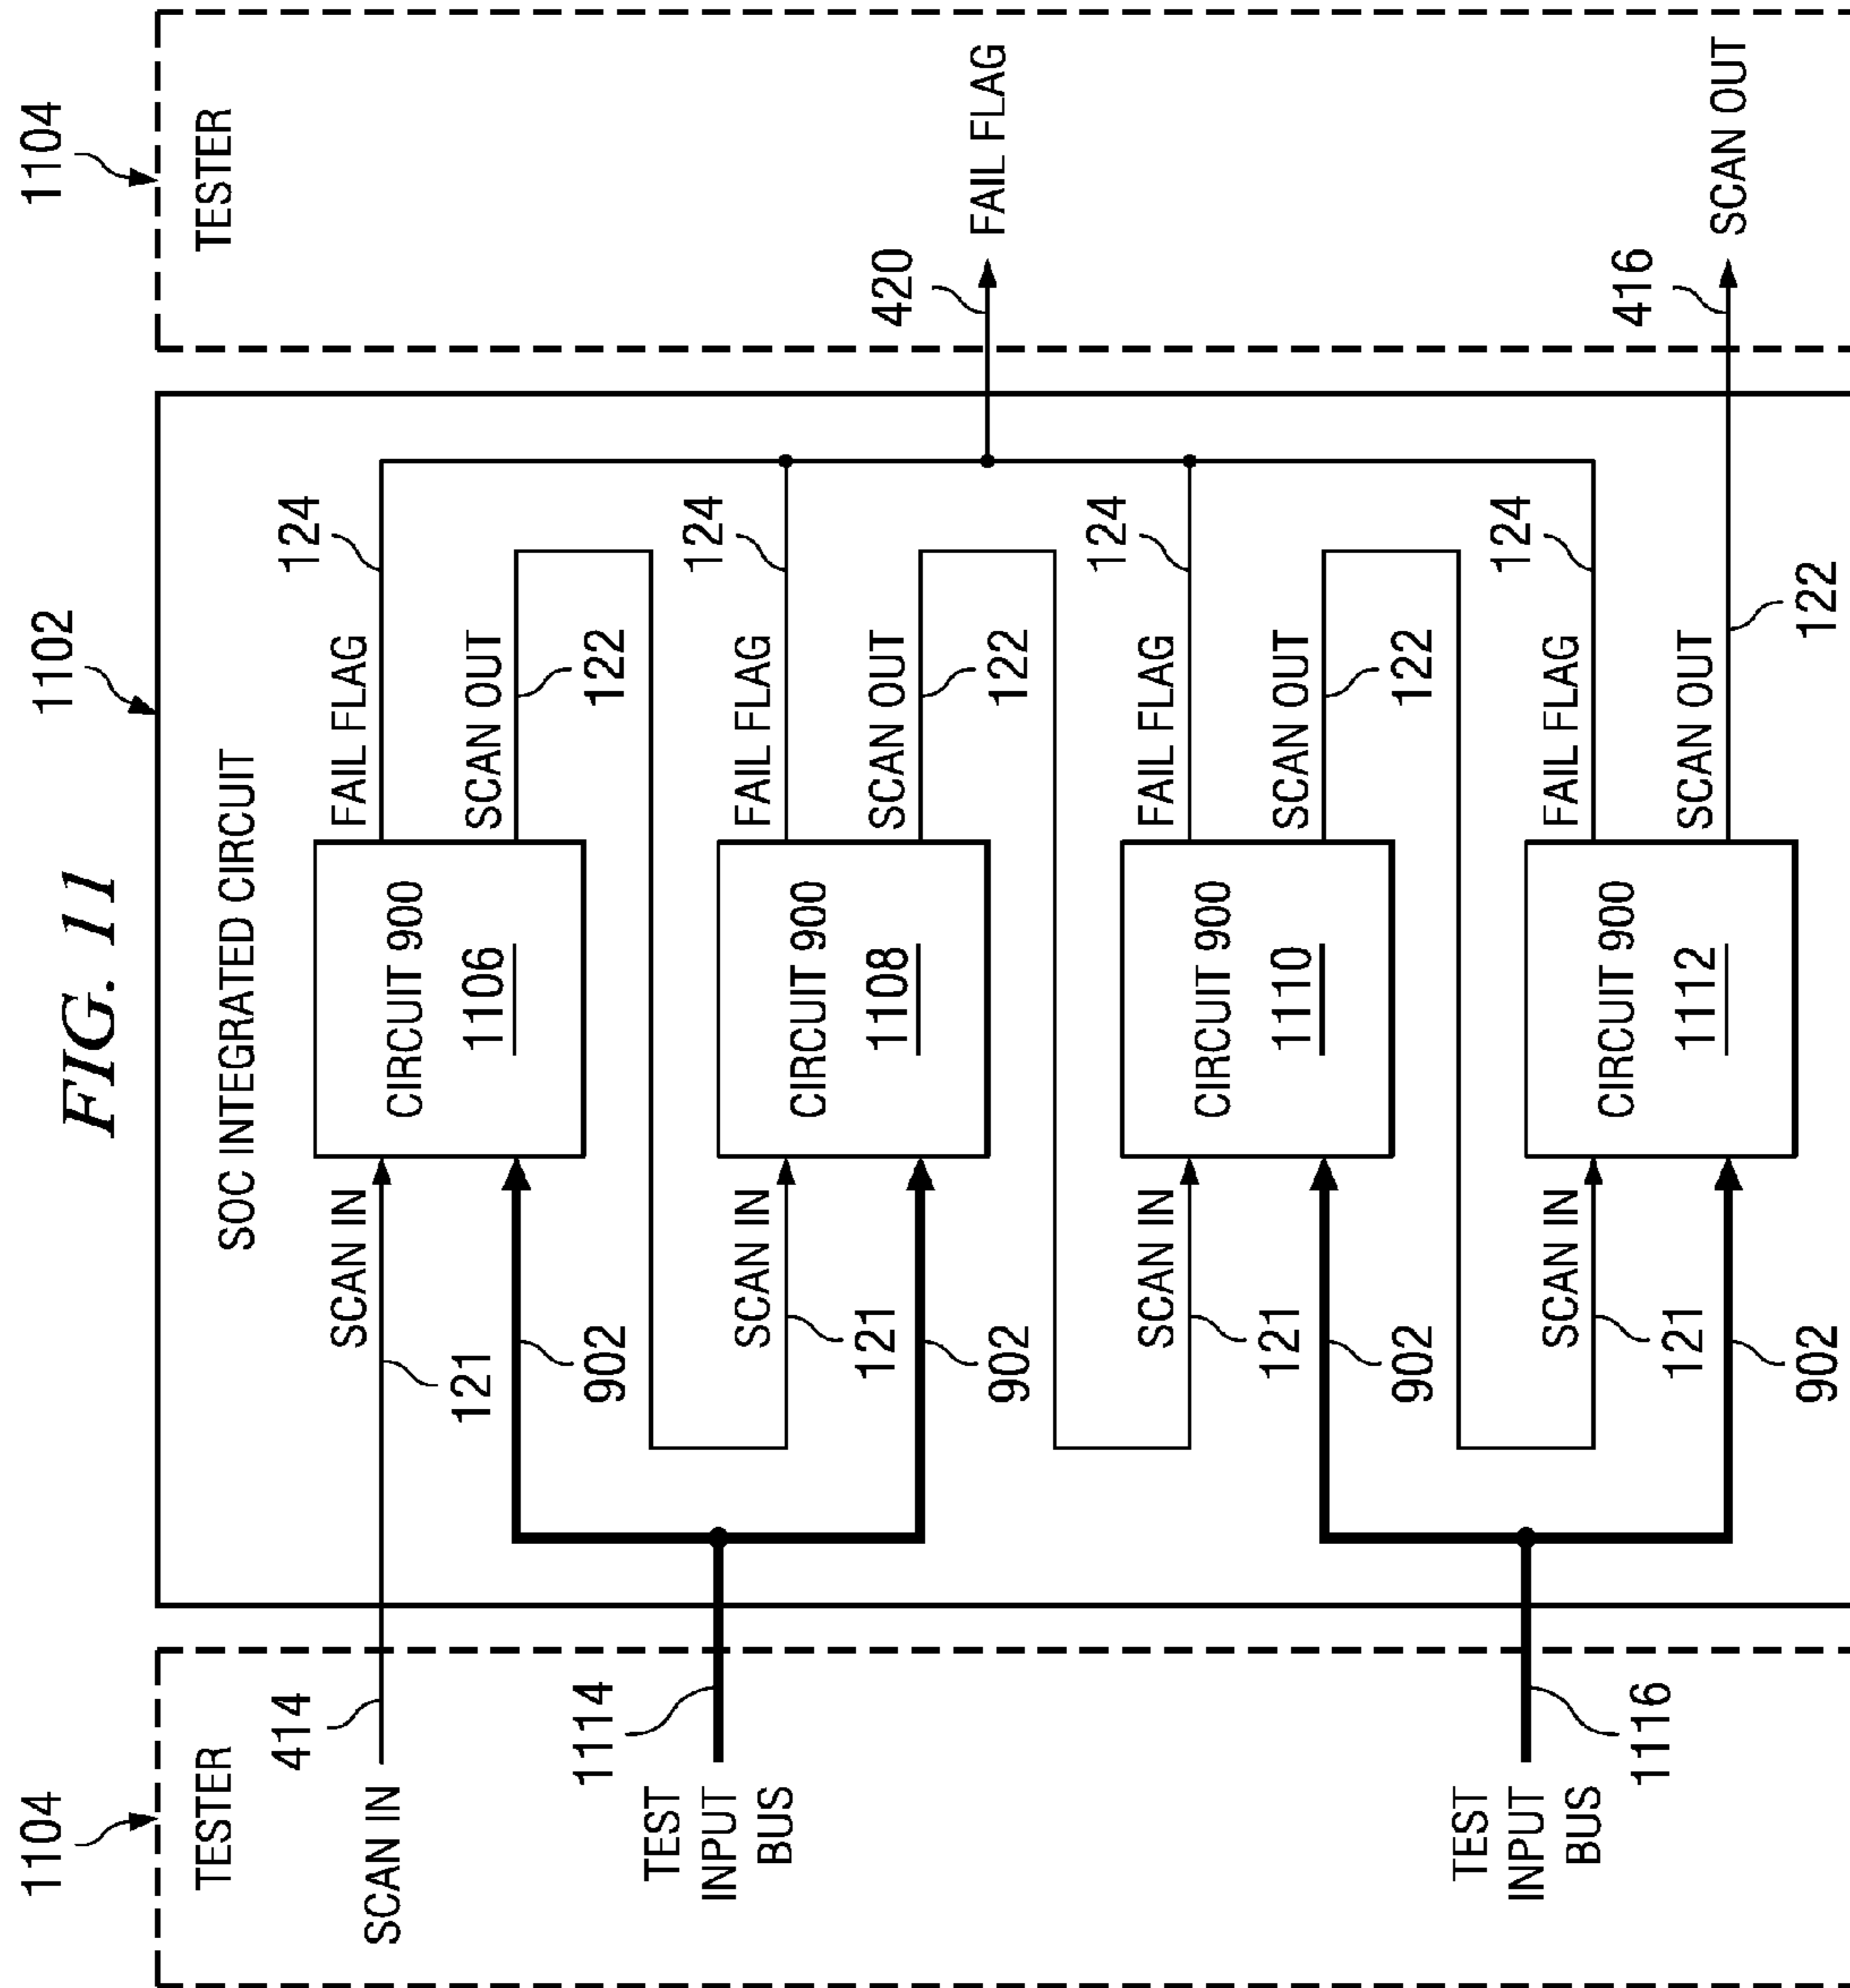 FIG. 11
1104
1102
1104
TESTER
SOC INTEGRATED CIRCUIT
TESTER
SCAN IN
414
121
SCAN IN
CIRCUIT 900
1106
FAIL FLAG
124
SCAN OUT
122
902
TEST
INPUT
BUS
1114
SCAN IN
121
CIRCUIT 900
1108
FAIL FLAG
124
SCAN OUT
122
902
420
FAIL FLAG
SCAN IN
121
CIRCUIT 900
1110
FAIL FLAG
124
SCAN OUT
122
902
TEST
INPUT
BUS
1116
SCAN IN
121
CIRCUIT 900
1112
FAIL FLAG
124
SCAN OUT
122
902
416
SCAN OUT